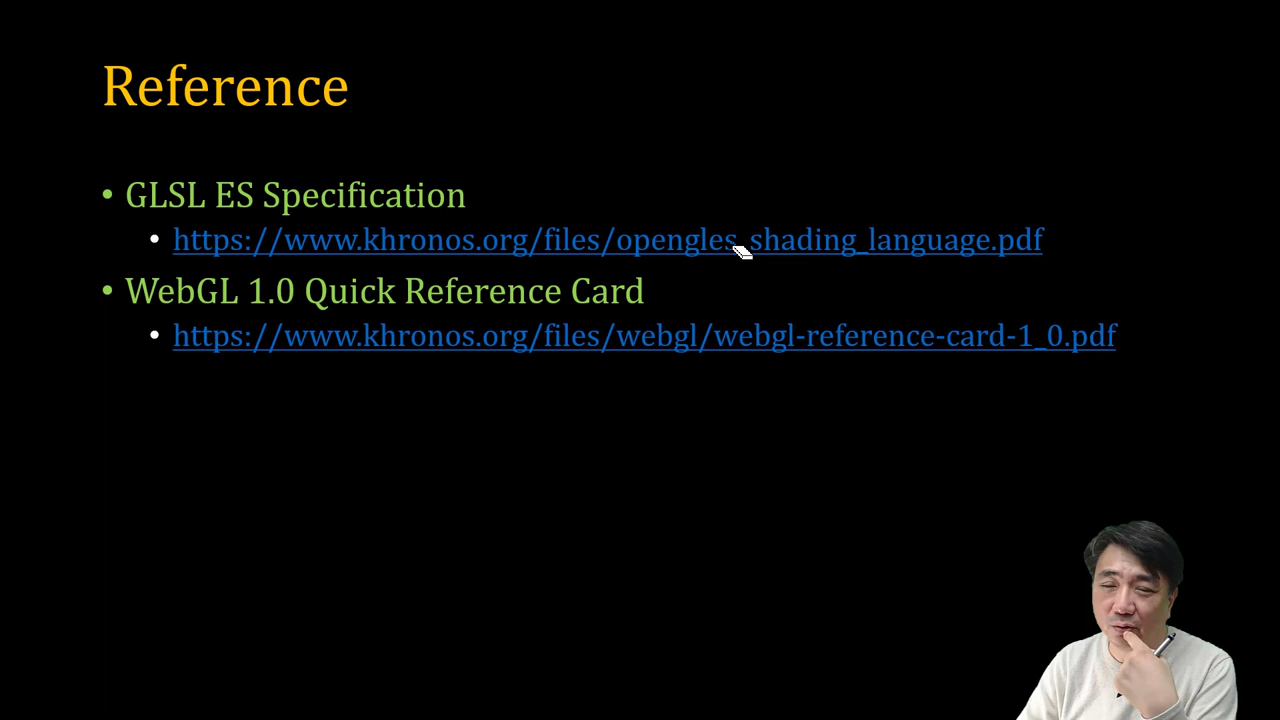 Reference
• GLSL ES Specification
• https://www.khronos.org/files/opengles_shading_language.pdf
• WebGL 1.0 Quick Reference Card
• https://www.khronos.org/files/webgl/webgl-reference-card-1_0.pdf